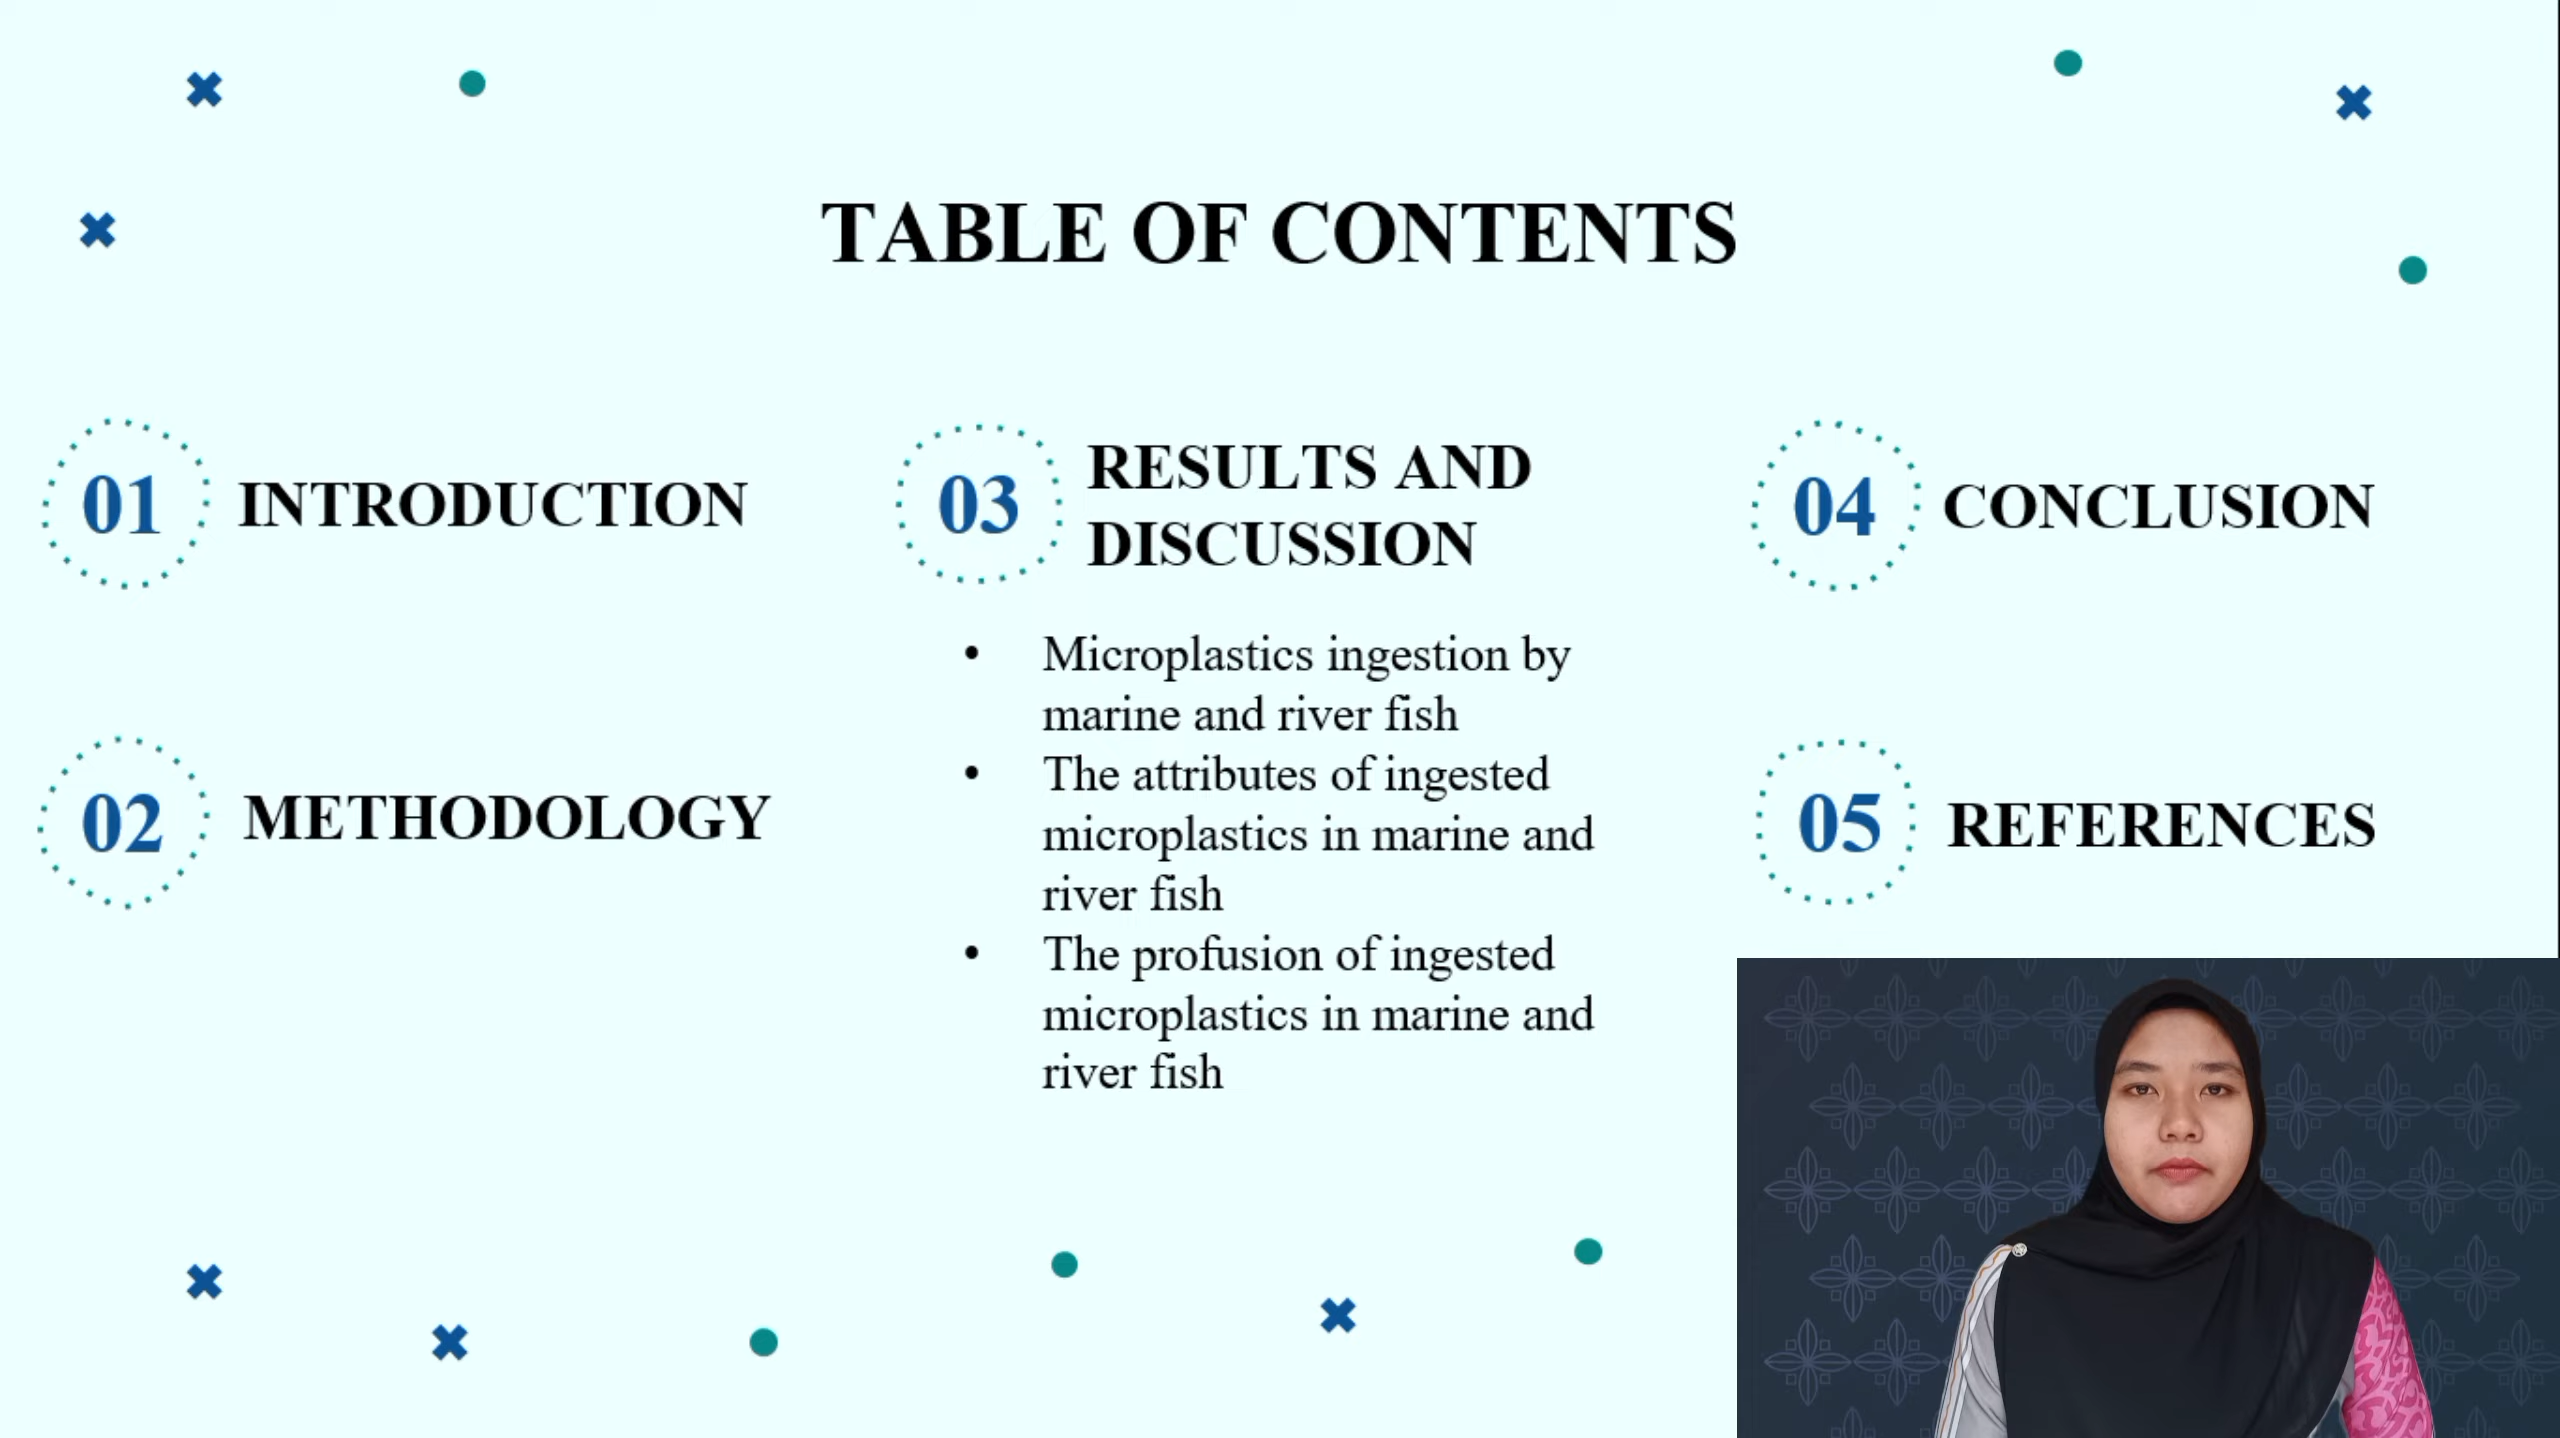 TABLE OF CONTENTS
01
INTRODUCTION
02
METHODOLOGY
03
RESULTS AND
DISCUSSION
• Microplastics ingestion by
marine and river fish
• The attributes of ingested
microplastics in marine and
river fish
• The profusion of ingested
microplastics in marine and
river fish
04
CONCLUSION
05
REFERENCES